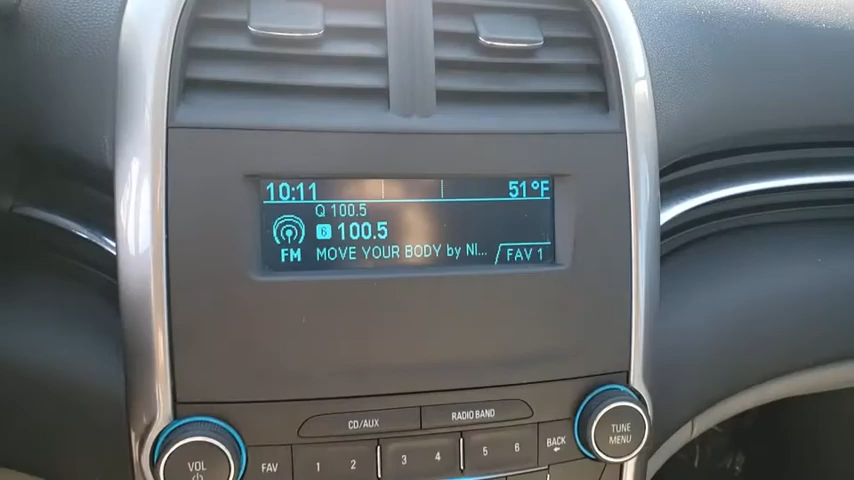 10:11 51°F
Q 100.5
6 100.5
FM MOVE YOUR BODY by NI... FAV 1
CD/AUX RADIO BAND
TUNE
MENU
VOL FAV 1 2 3 4 5 6 BACK